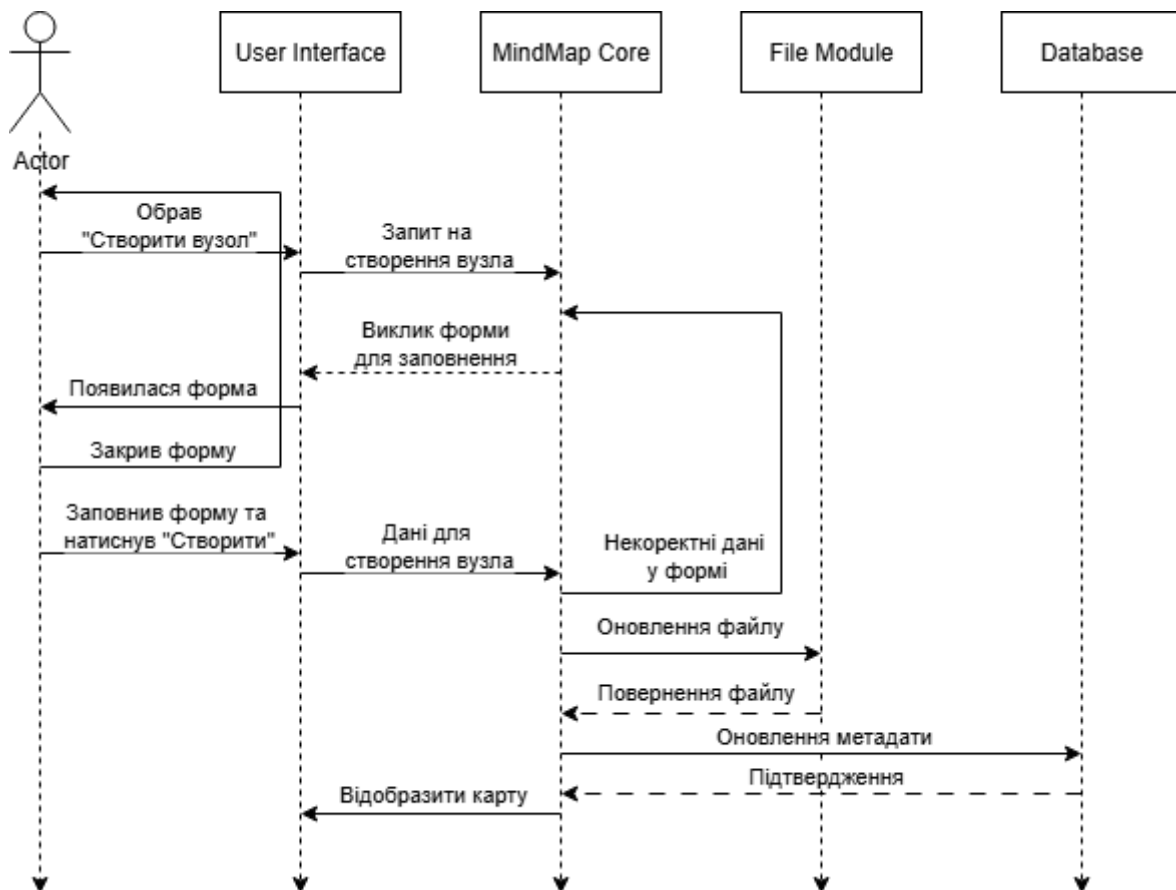 User Interface
MindMap Core
File Module
Database
Actor
Обрав
"Створити вузол"
Запит на
створення вузла
Виклик форми
для заповнення
Появилася форма
Закрив форму
Заповнив форму та
натиснув "Створити"
Дані для
створення вузла
Некоректні дані
у формі
Оновлення файлу
Повернення файлу
Оновлення метадати
Підтвердження
Відобразити карту